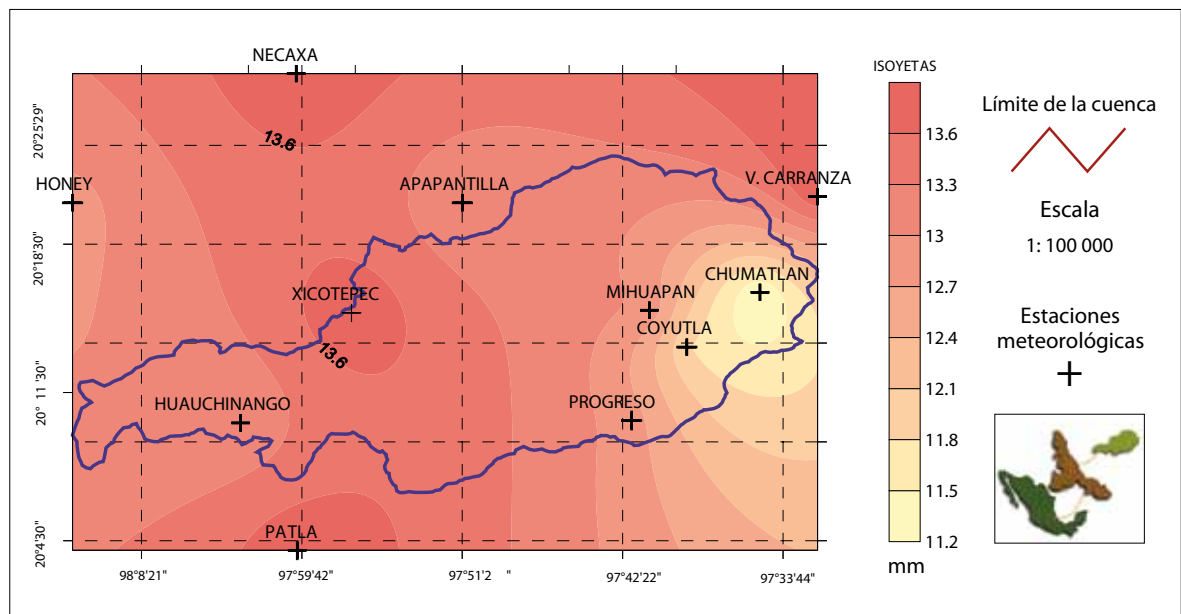 NECAXA
13.6
HONEY
APAPANTILLA
V. CARRANZA
XICOTEPEC
13.6
MIHUAPAN
CHUMATLAN
COYUTLA
HUAUCHINANGO
PROGRESO
PATLA
20°25'29"
20°18'30"
20° 11 '30"
20°4'30"
98°8'21"
97°59'42"
97°51'2 "
97°42'22"
97°33'44"
ISOYETAS
13.6
13.3
13
12.7
12.4
12.1
11.8
11.5
11.2
mm
Límite de la cuenca
Escala
1: 100 000
Estaciones
meteorológicas